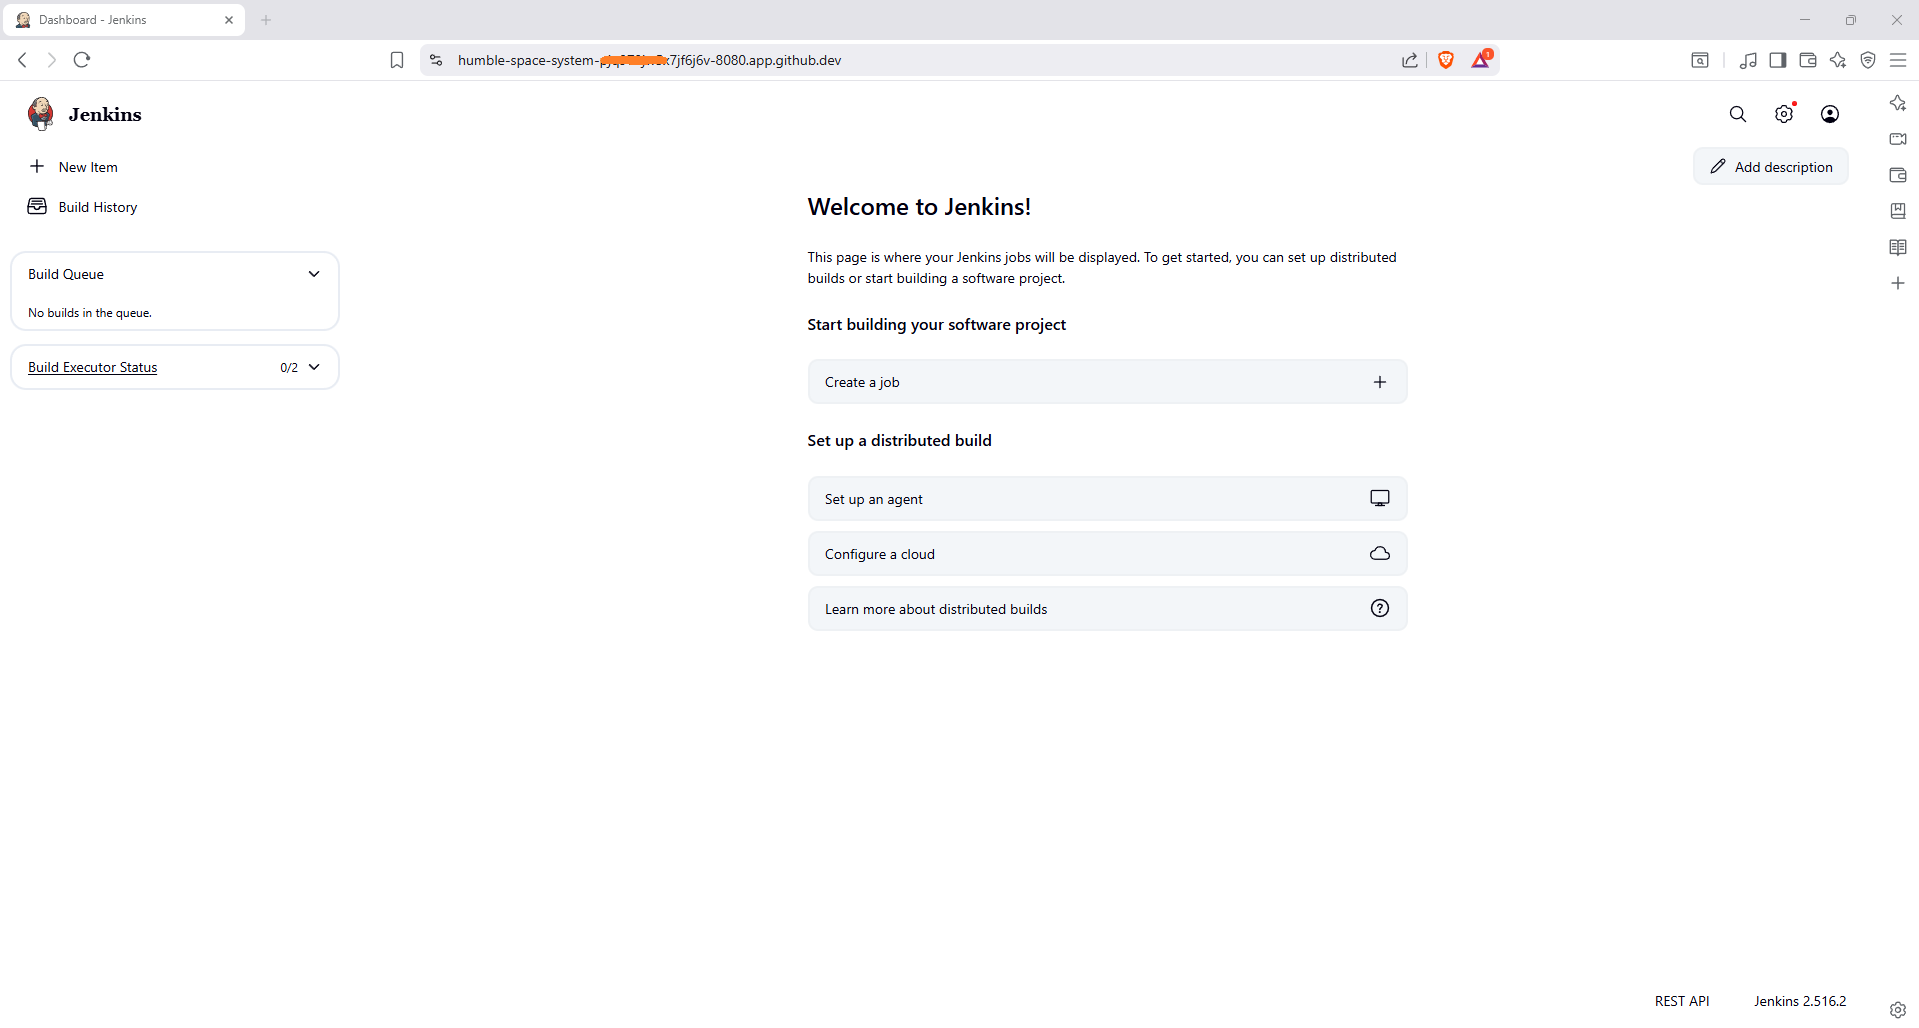 Dashboard - Jenkins
humble-space-system-
7jf6j6v-8080.app.github.dev
1
Jenkins
New Item
Add description
Build History
Welcome to Jenkins!
This page is where your Jenkins jobs will be displayed. To get started, you can set up distributed
builds or start building a software project.
Build Queue
No builds in the queue.
Start building your software project
Build Executor Status
0/2
Create a job
Set up a distributed build
Set up an agent
Configure a cloud
Learn more about distributed builds
REST API
Jenkins 2.516.2